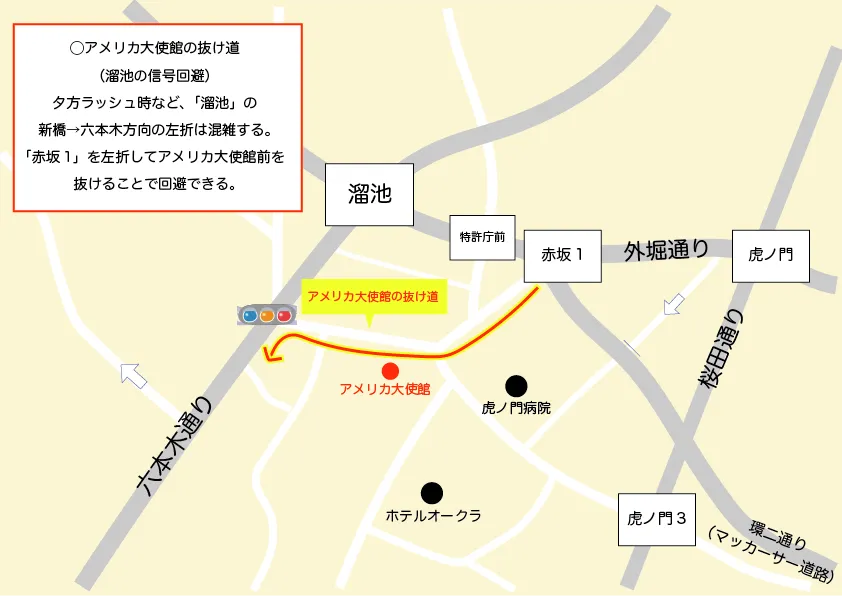 ○アメリカ大使館の抜け道
（溜池の信号回避）
夕方ラッシュ時など、「溜池」の
新橋→六本木方向の左折は混雑する。
「赤坂１」を左折してアメリカ大使館前を
抜けることで回避できる。
溜池
特許庁前
赤坂１
外堀通り
虎ノ門
アメリカ大使館の抜け道
桜田通り
アメリカ大使館
虎ノ門病院
六本木通り
ホテルオークラ
虎ノ門３
環二通り
（マッカーサー道路）